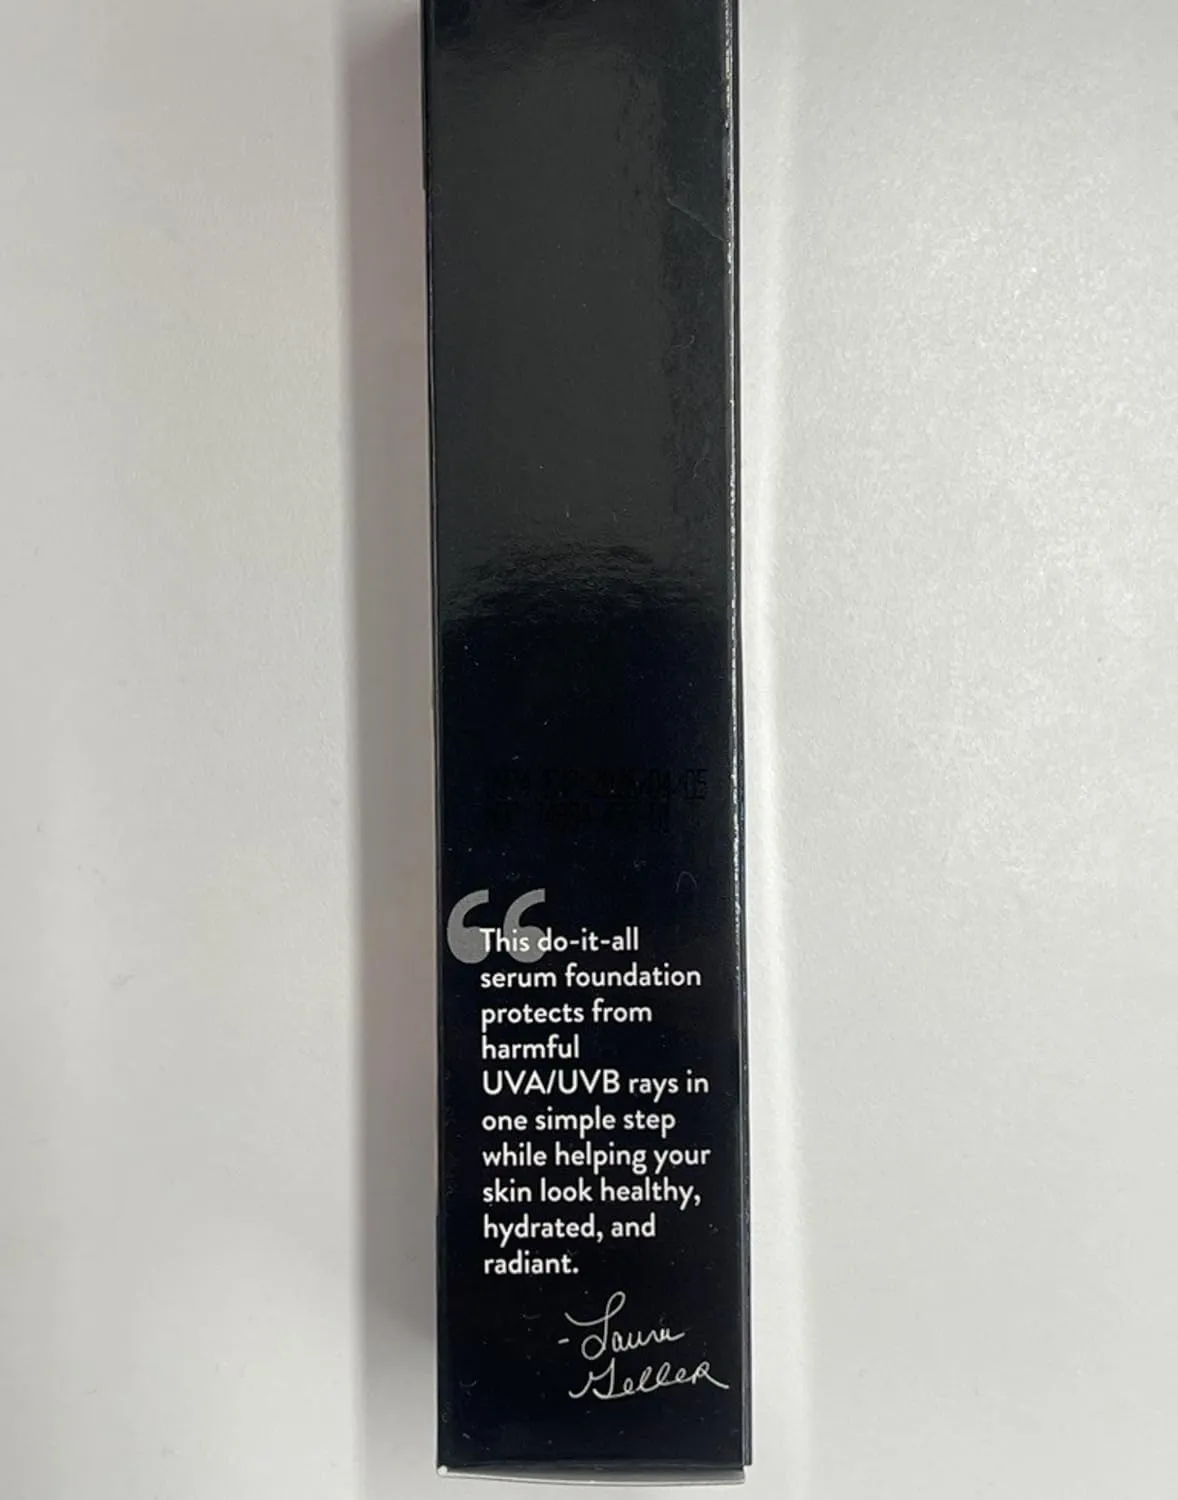 This do-it-all
serum foundation
protects from
harmful
UVA/UVB rays in
one simple step
while helping your
skin look healthy,
hydrated, and
radiant.
-Laura
Geller